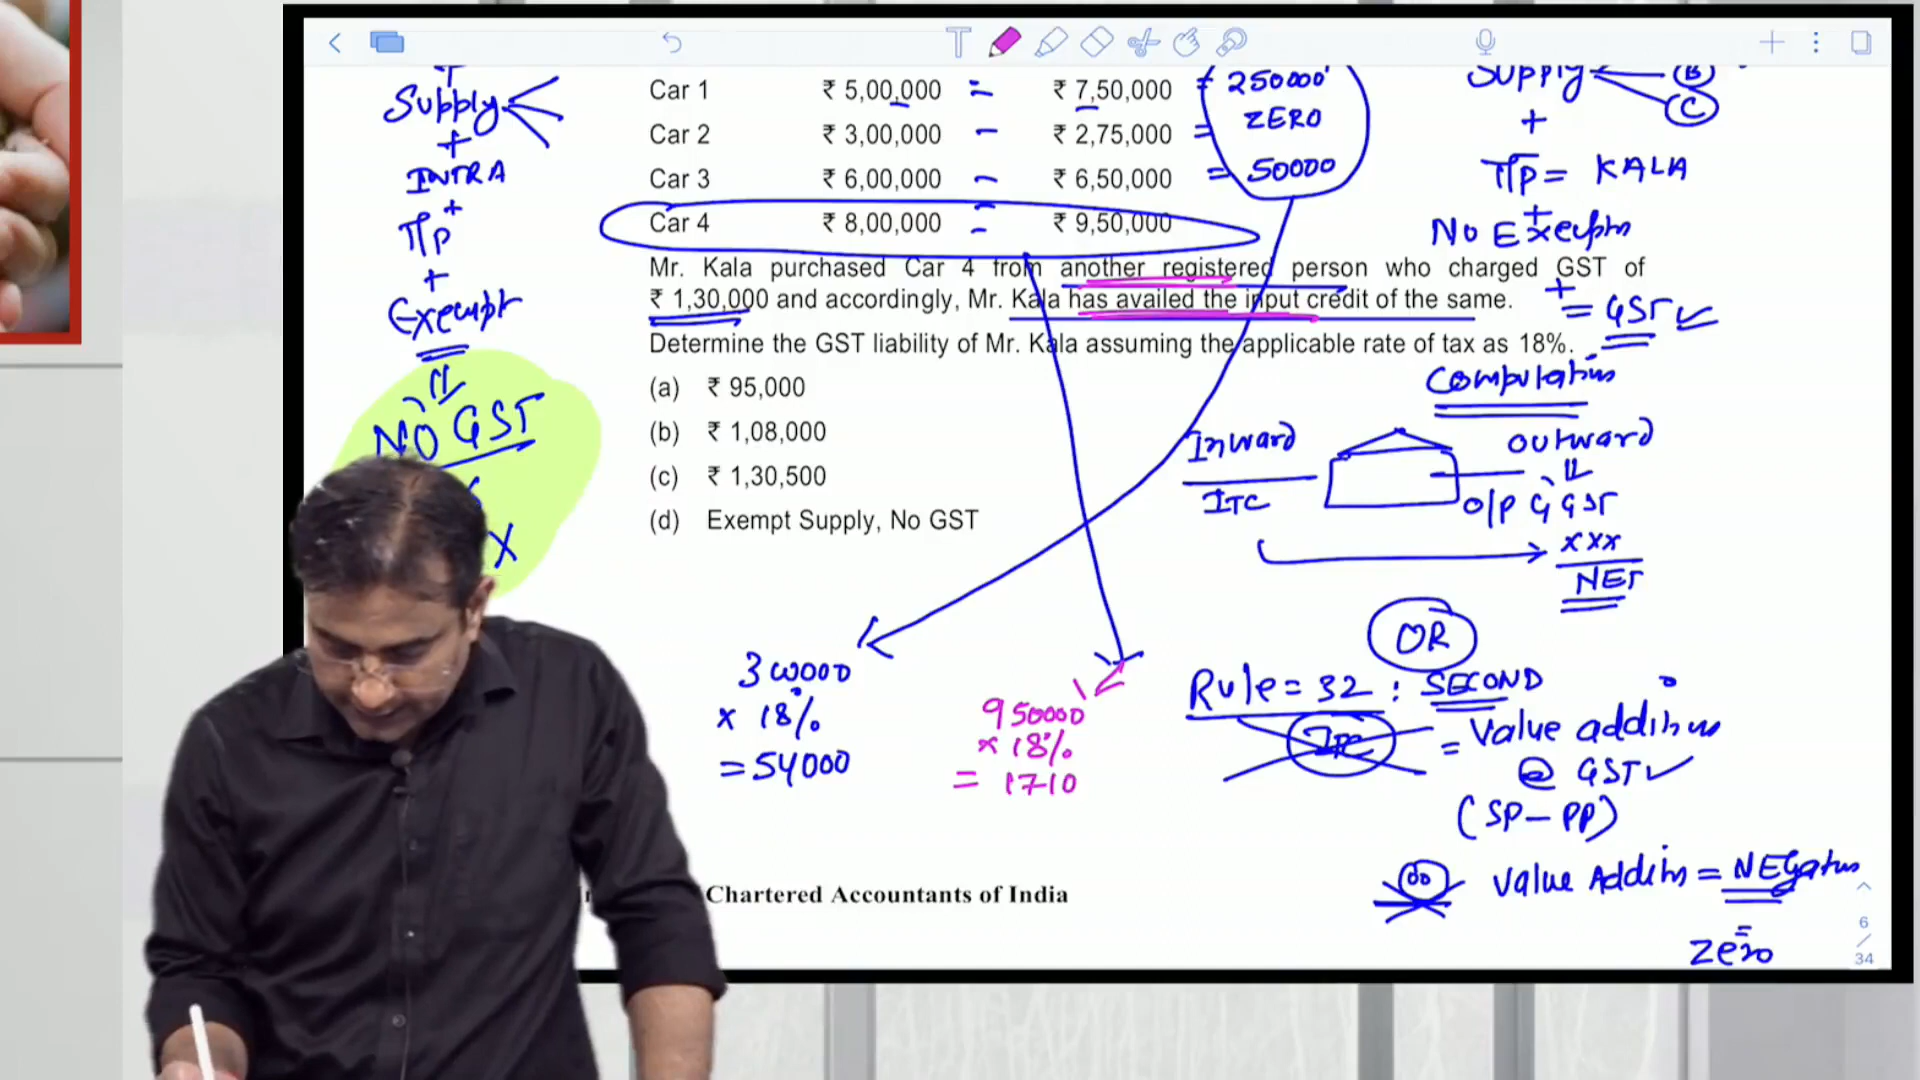 Supply
+
INTRA
+
TP
+
Exempt
NO GST
X
Car 1 ₹ 5,00,000 = ₹ 7,50,000 = 250000
Car 2 ₹ 3,00,000 - ₹ 2,75,000 = ZERO
Car 3 ₹ 6,00,000 - ₹ 6,50,000 = 50000
Car 4 ₹ 8,00,000 = ₹ 9,50,000
Mr. Kala purchased Car 4 from another registered person who charged GST of
₹ 1,30,000 and accordingly, Mr. Kala has availed the input credit of the same.
Determine the GST liability of Mr. Kala assuming the applicable rate of tax as 18%.
(a) ₹ 95,000
(b) ₹ 1,08,000
(c) ₹ 1,30,500
(d) Exempt Supply, No GST
Supply
(B)
(C)
+
TP = KALA
+
No Exempts
+
= GST ✓
Computation
Inward
ITC
outward
O/P GST
xxx
NET
OR
Rule = 32 : SECOND
ITC
= Value addition
@ GST ✓
(SP - PP)
Value Addits = NEgatus
=
Zero
300000
x 18%
= 54000
950000
x 18%
= 1710
Chartered Accountants of India
6
/
34